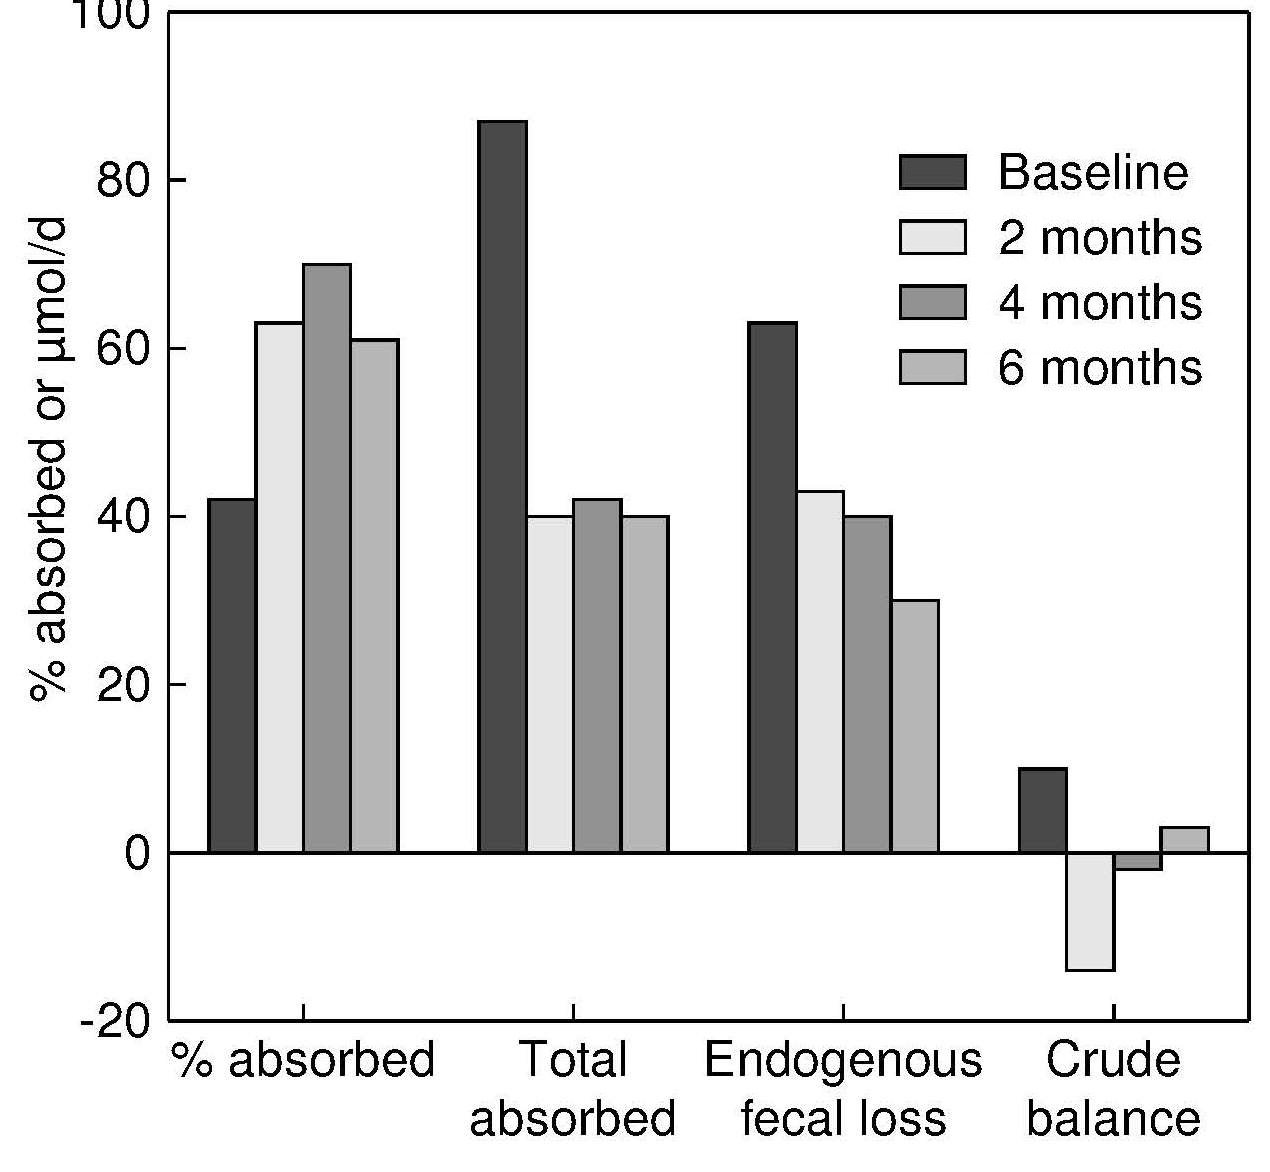 100
80
60
40
20
0
-20
% absorbed or µmol/d
Baseline
2 months
4 months
6 months
% absorbed
Total
absorbed
Endogenous
fecal loss
Crude
balance